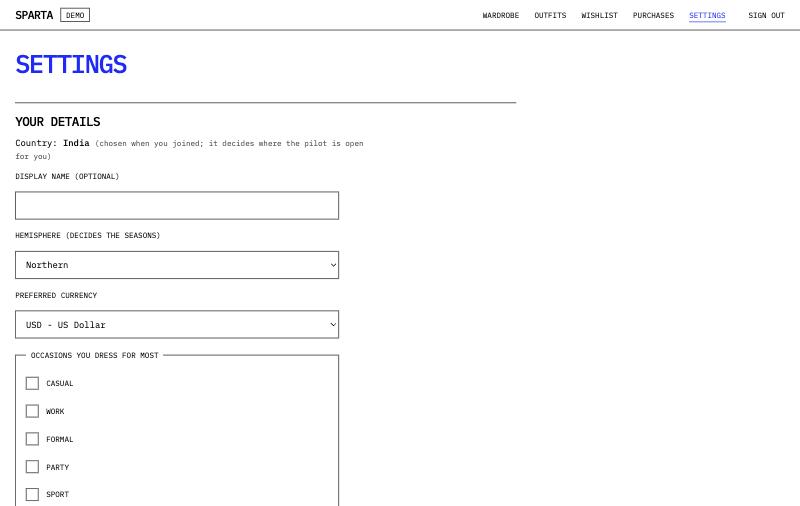 SPARTA DEMO WARDROBE OUTFITS WISHLIST PURCHASES SETTINGS SIGN OUT
SETTINGS
YOUR DETAILS
Country: India (chosen when you joined; it decides where the pilot is open
for you)
DISPLAY NAME (OPTIONAL)
HEMISPHERE (DECIDES THE SEASONS)
Northern
PREFERRED CURRENCY
USD - US Dollar
OCCASIONS YOU DRESS FOR MOST
CASUAL
WORK
FORMAL
PARTY
SPORT